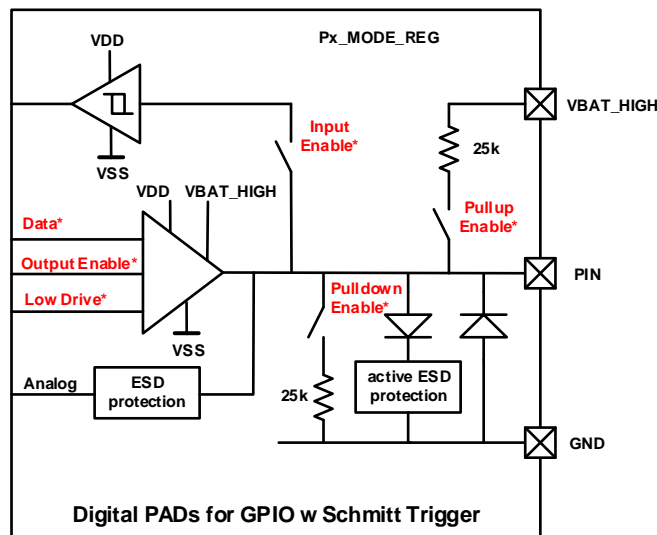 VDD
Px_MODE_REG
VBAT_HIGH
Input
Enable*
25k
VSS
VDD
VBAT_HIGH
Pullup
Enable*
Data*
Output Enable*
PIN
Pulldown
Enable*
Low Drive*
VSS
Analog
ESD
protection
active ESD
protection
25k
GND
Digital PADs for GPIO w Schmitt Trigger